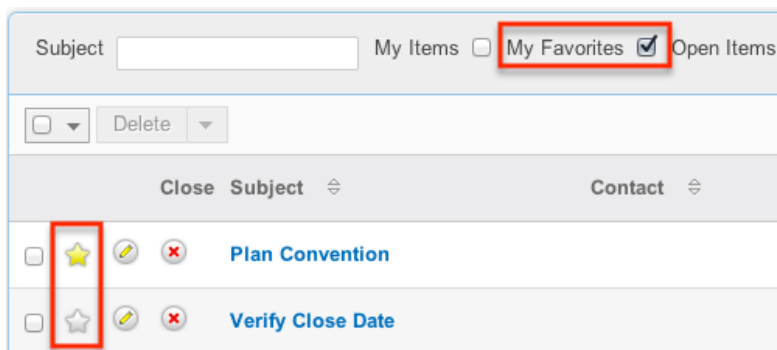 Subject My Items My Favorites Open Items
Delete
Close Subject Contact
Plan Convention
Verify Close Date